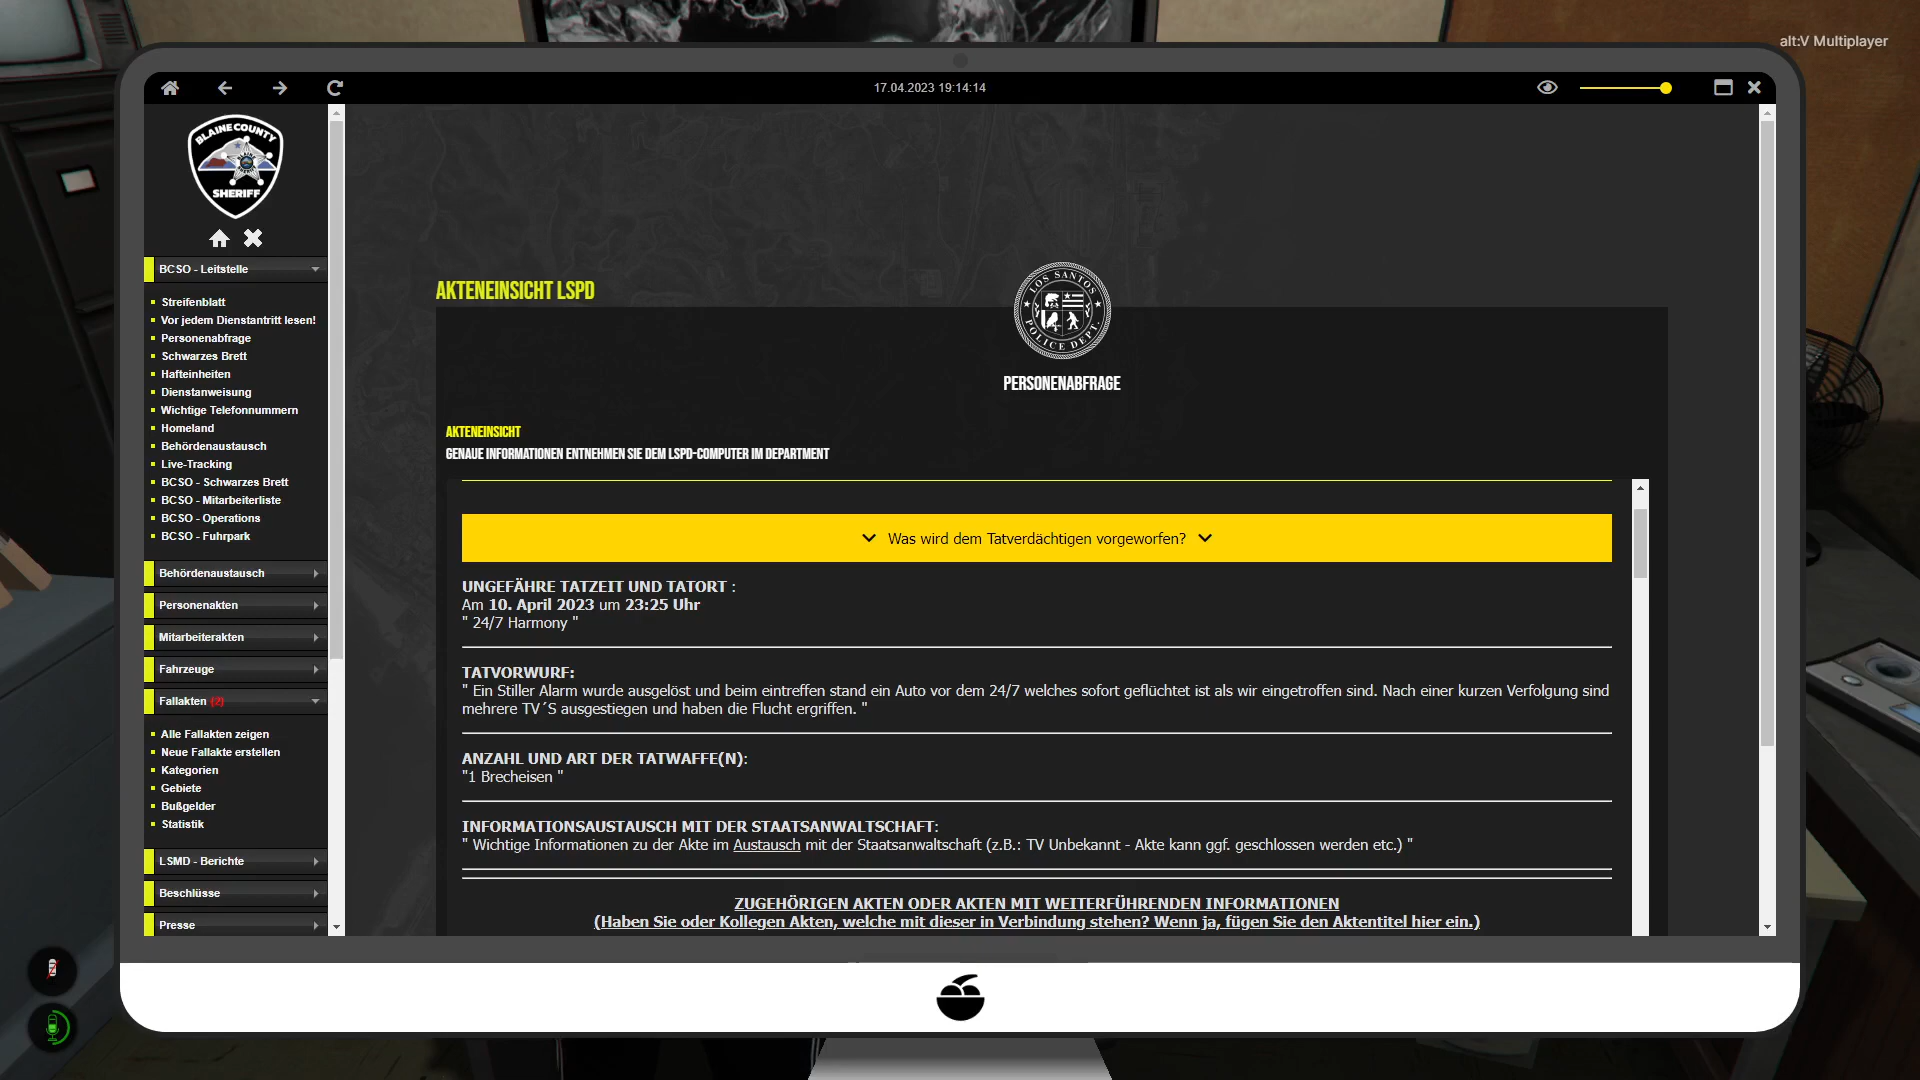 alt:V Multiplayer
17.04.2023 19:14:14
BLAINE COUNTY
SHERIFF
BCSO - Leitstelle
Streifenblatt
Vor jedem Dienstantritt lesen!
Personenabfrage
Schwarzes Brett
Hafteinheiten
Dienstanweisung
Wichtige Telefonnummern
Homeland
Behördenaustausch
Live-Tracking
BCSO - Schwarzes Brett
BCSO - Mitarbeiterliste
BCSO - Operations
BCSO - Fuhrpark
Behördenaustausch
Personenakten
Mitarbeiterakten
Fahrzeuge
Fallakten (2)
Alle Fallakten zeigen
Neue Fallakte erstellen
Kategorien
Gebiete
Bußgelder
Statistik
LSMD - Berichte
Beschlüsse
Presse
AKTENEINSICHT LSPD
LOS SANTOS
POLICE DEPT.
PERSONENABFRAGE
AKTENEINSICHT
GENAUE INFORMATIONEN ENTNEHMEN SIE DEM LSPD-COMPUTER IM DEPARTMENT
Was wird dem Tatverdächtigen vorgeworfen?
UNGEFÄHRE TATZEIT UND TATORT :
Am 10. April 2023 um 23:25 Uhr
" 24/7 Harmony "
TATVORWURF:
" Ein Stiller Alarm wurde ausgelöst und beim eintreffen stand ein Auto vor dem 24/7 welches sofort geflüchtet ist als wir eingetroffen sind. Nach einer kurzen Verfolgung sind
mehrere TV´S ausgestiegen und haben die Flucht ergriffen. "
ANZAHL UND ART DER TATWAFFE(N):
"1 Brecheisen "
INFORMATIONSAUSTAUSCH MIT DER STAATSANWALTSCHAFT:
" Wichtige Informationen zu der Akte im Austausch mit der Staatsanwaltschaft (z.B.: TV Unbekannt - Akte kann ggf. geschlossen werden etc.) "
ZUGEHÖRIGEN AKTEN ODER AKTEN MIT WEITERFÜHRENDEN INFORMATIONEN
(Haben Sie oder Kollegen Akten, welche mit dieser in Verbindung stehen? Wenn ja, fügen Sie den Aktentitel hier ein.)